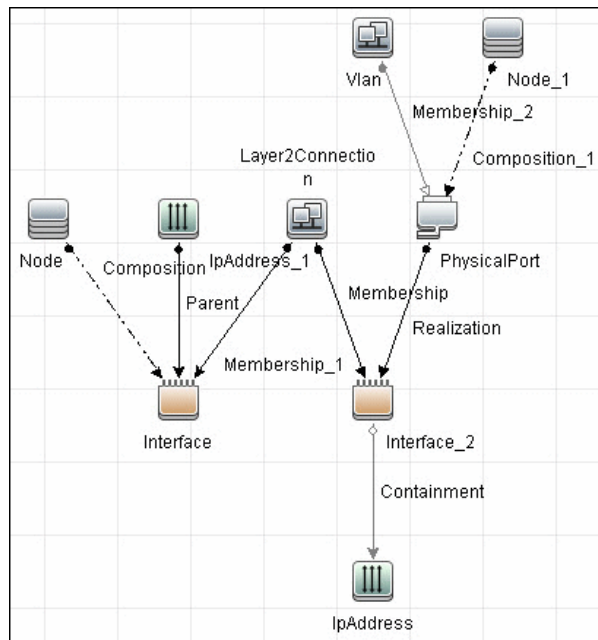 Vlan
Node_1
Membership_2
Layer2Connectio
n
Composition_1
Node
Composition
IpAddress_1
PhysicalPort
Parent
Membership
Realization
Membership_1
Interface
Interface_2
Containment
IpAddress